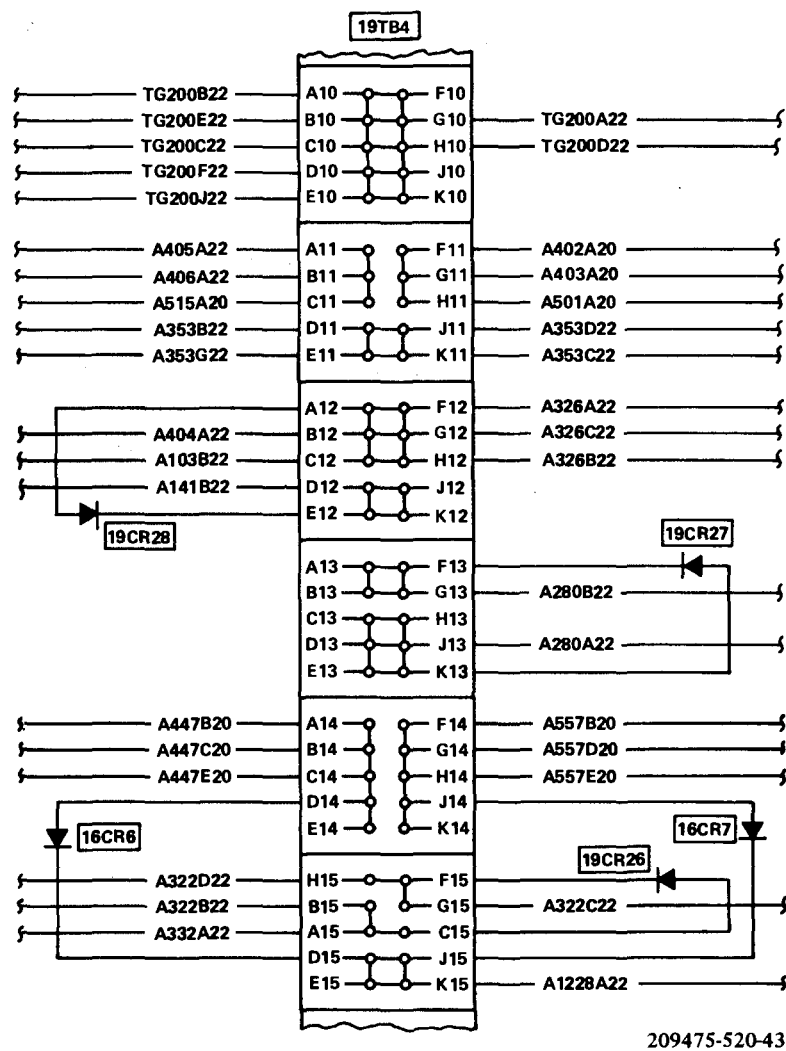 19TB4
TG200B22 A10 F10
TG200E22 B10 G10 TG200A22
TG200C22 C10 H10 TG200D22
TG200F22 D10 J10
TG200J22 E10 K10
A405A22 A11 F11 A402A20
A406A22 B11 G11 A403A20
A515A20 C11 H11 A501A20
A353B22 D11 J11 A353D22
A353G22 E11 K11 A353C22
A12 F12 A326A22
A404A22 B12 G12 A326C22
A103B22 C12 H12 A326B22
A141B22 D12 J12
E12 K12
19CR28 19CR27
A13 F13
B13 G13 A280B22
C13 H13
D13 J13 A280A22
E13 K13
A447B20 A14 F14 A557B20
A447C20 B14 G14 A557D20
A447E20 C14 H14 A557E20
D14 J14
16CR6 E14 K14 16CR7
19CR26
A322D22 H15 F15
A322B22 B15 G15 A322C22
A332A22 A15 C15
D15 J15
E15 K15 A1228A22
209475-520-43